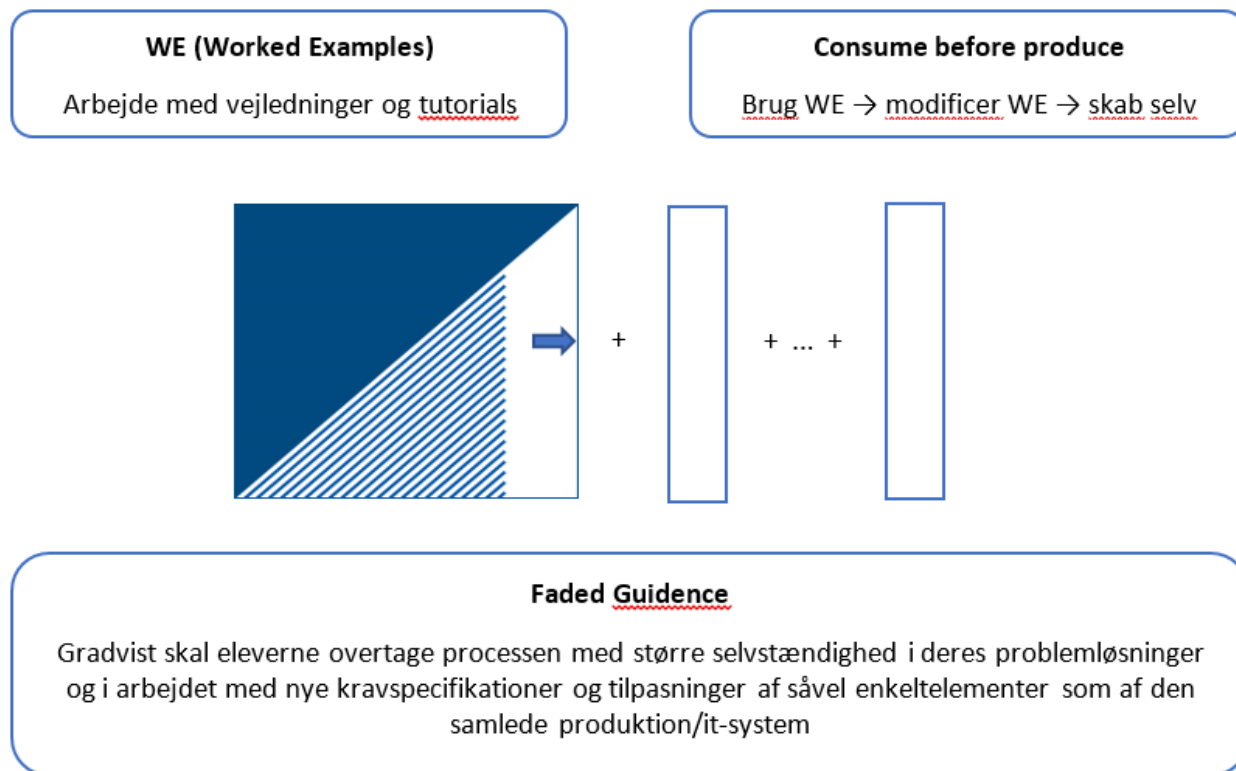 WE (Worked Examples)
Arbejde med vejledninger og tutorials
Consume before produce
Brug WE → modificer WE → skab selv
+
+ ... +
Faded Guidence
Gradvist skal eleverne overtage processen med større selvstændighed i deres problemløsninger
og i arbejdet med nye kravspecifikationer og tilpasninger af såvel enkeltelementer som af den
samlede produktion/it-system